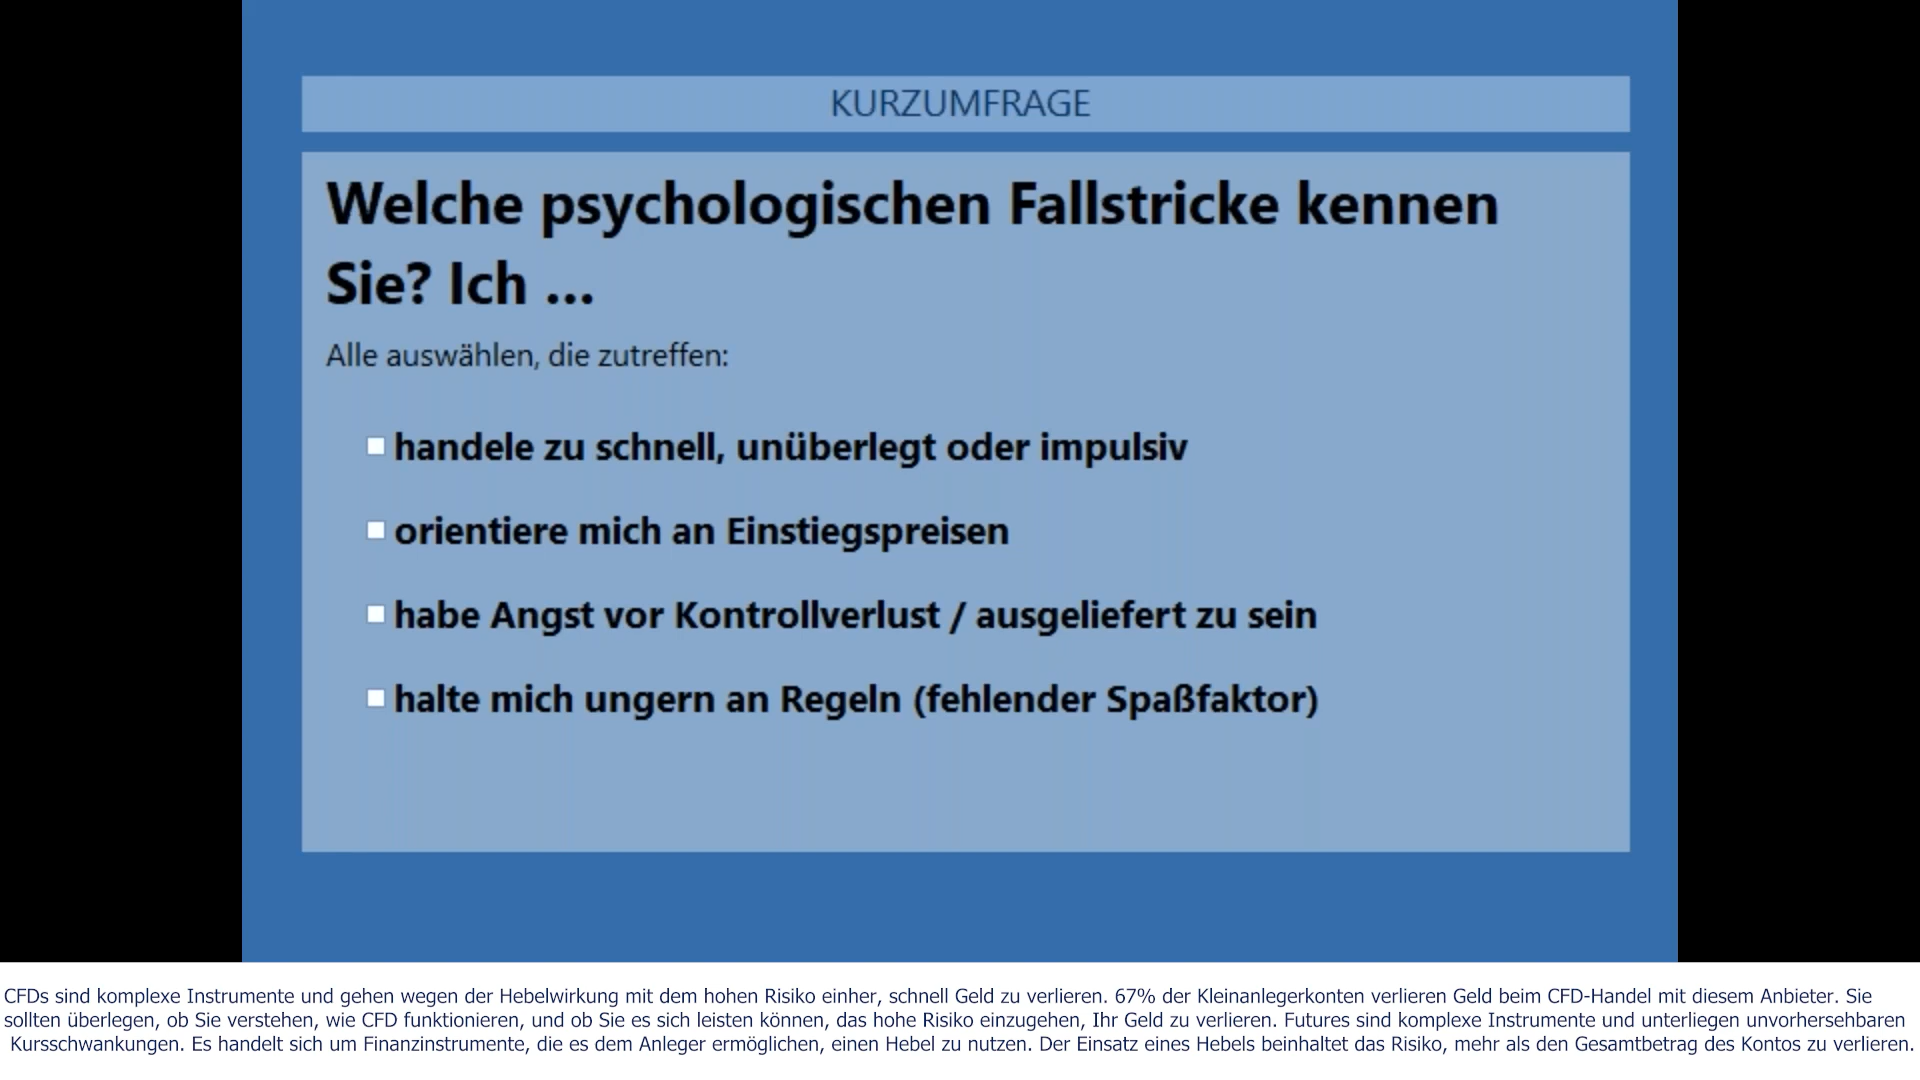 KURZUMFRAGE
Welche psychologischen Fallstricke kennen
Sie? Ich ...
Alle auswählen, die zutreffen:
handele zu schnell, unüberlegt oder impulsiv
orientiere mich an Einstiegspreisen
habe Angst vor Kontrollverlust / ausgeliefert zu sein
halte mich ungern an Regeln (fehlender Spaßfaktor)
CFDs sind komplexe Instrumente und gehen wegen der Hebelwirkung mit dem hohen Risiko einher, schnell Geld zu verlieren. 67% der Kleinanlegerkonten verlieren Geld beim CFD-Handel mit diesem Anbieter. Sie
sollten überlegen, ob Sie verstehen, wie CFD funktionieren, und ob Sie es sich leisten können, das hohe Risiko einzugehen, Ihr Geld zu verlieren. Futures sind komplexe Instrumente und unterliegen unvorhersehbaren
Kursschwankungen. Es handelt sich um Finanzinstrumente, die es dem Anleger ermöglichen, einen Hebel zu nutzen. Der Einsatz eines Hebels beinhaltet das Risiko, mehr als den Gesamtbetrag des Kontos zu verlieren.